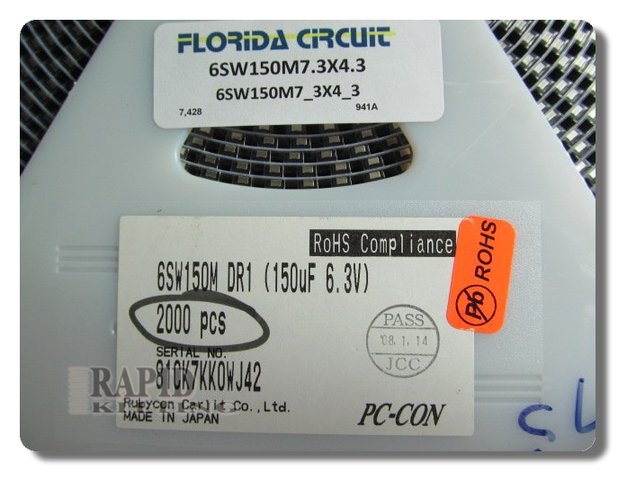 FLORIDA CIRCUIT
6SW150M7.3X4.3
6SW150M7_3X4_3
7,428 941A
RoHS Compliance
6SW150M DR1 (150uF 6.3V)
2000 pcs
Pb ROHS
PASS
'08. 1. 14
JCC
SERIAL NO.
810K7KK0WJ42
RAPID
Rubycon Carlit Co.,Ltd.
MADE IN JAPAN
PC-CON